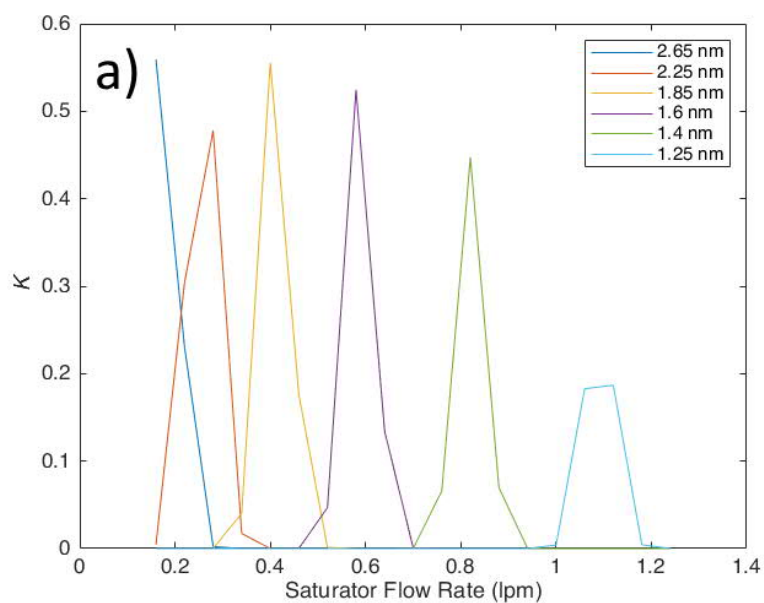 a)
2.65 nm
2.25 nm
1.85 nm
1.6 nm
1.4 nm
1.25 nm
0.6
0.5
0.4
0.3
0.2
0.1
0
K
0 0.2 0.4 0.6 0.8 1 1.2 1.4
Saturator Flow Rate (lpm)